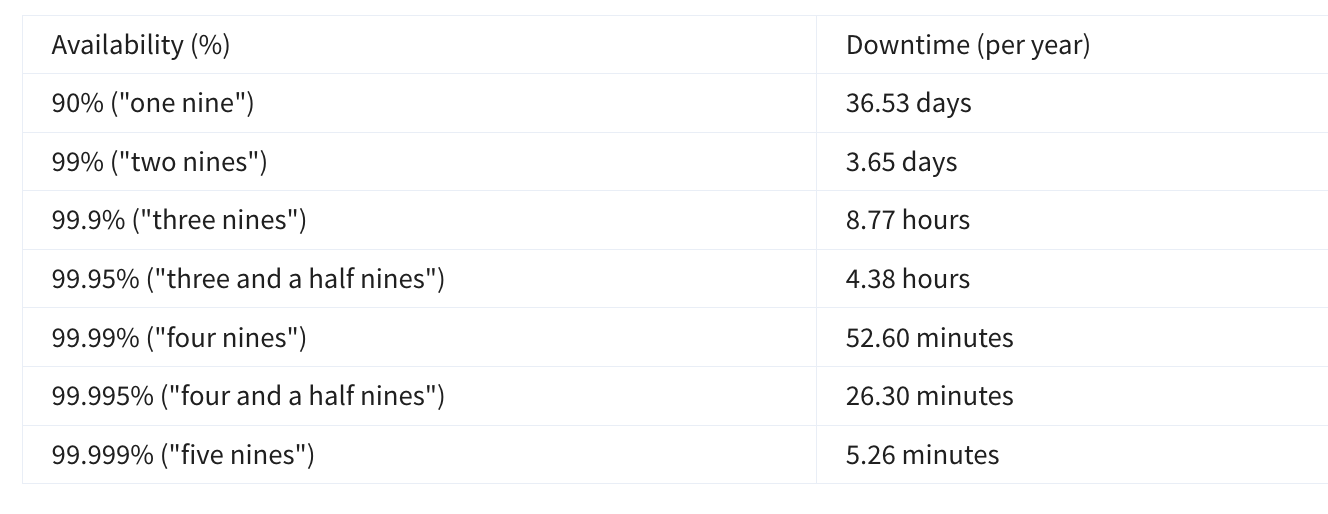 Availability (%) Downtime (per year)
90% ("one nine") 36.53 days
99% ("two nines") 3.65 days
99.9% ("three nines") 8.77 hours
99.95% ("three and a half nines") 4.38 hours
99.99% ("four nines") 52.60 minutes
99.995% ("four and a half nines") 26.30 minutes
99.999% ("five nines") 5.26 minutes